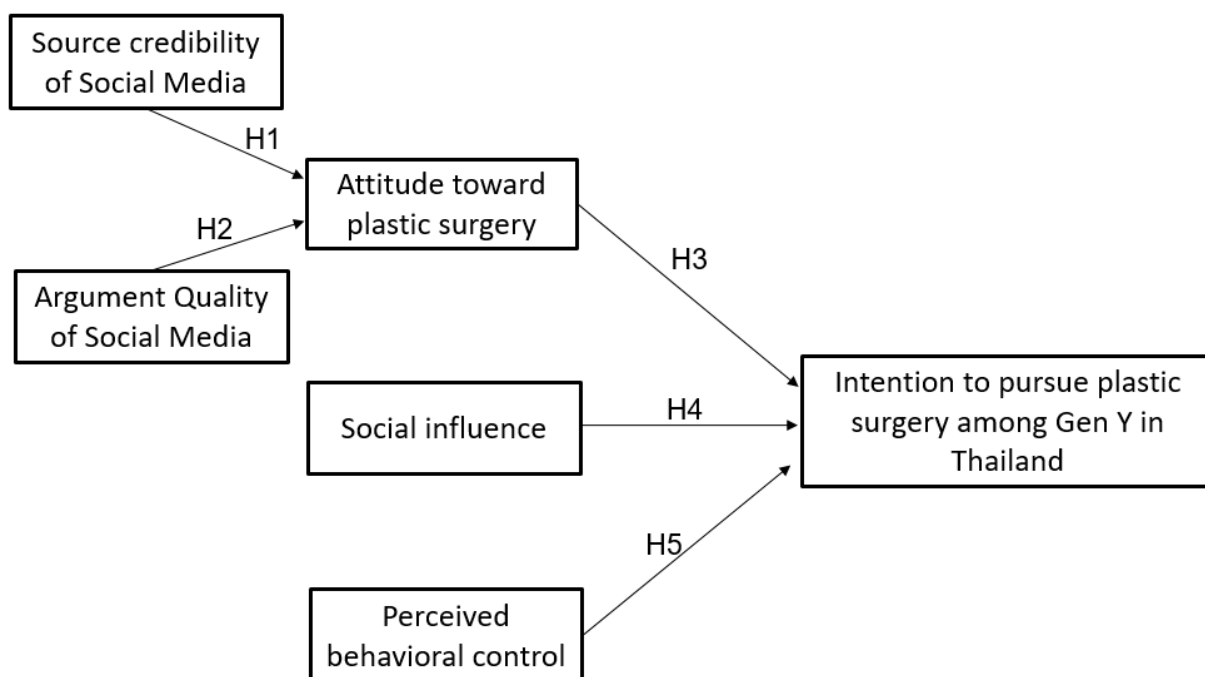 Source credibility
of Social Media
H1
Attitude toward
plastic surgery
H2
Argument Quality
of Social Media
H3
Intention to pursue plastic
surgery among Gen Y in
Thailand
H4
Social influence
H5
Perceived
behavioral control